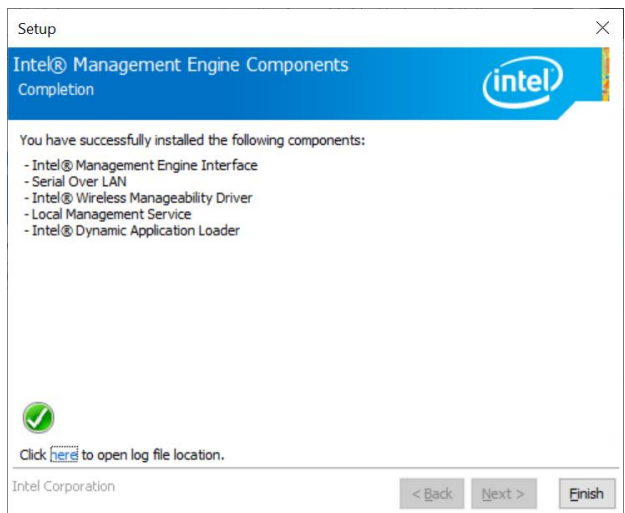 Setup
Intel® Management Engine Components
Completion
intel®
You have successfully installed the following components:
- Intel® Management Engine Interface
- Serial Over LAN
- Intel® Wireless Manageability Driver
- Local Management Service
- Intel® Dynamic Application Loader
Click here to open log file location.
Intel Corporation
< Back Next > Finish